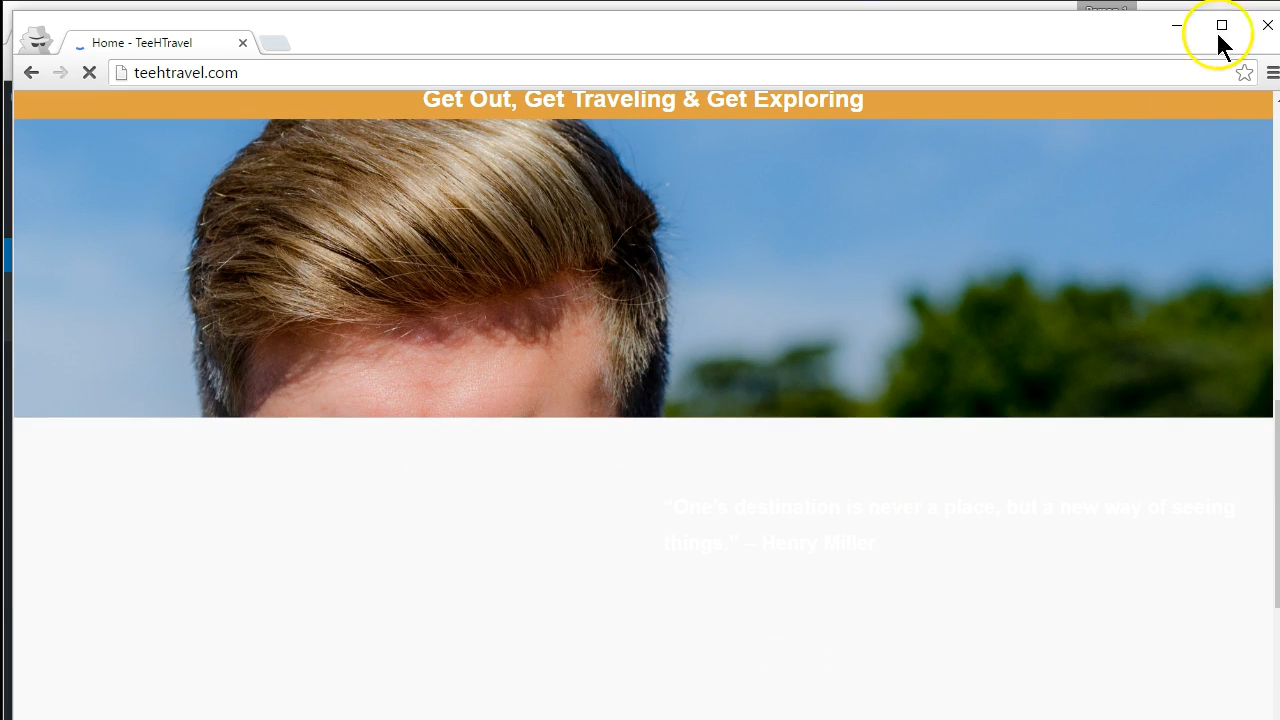 Home - TeeHTravel
teehtravel.com
Get Out, Get Traveling & Get Exploring
“One's destination is never a place, but a new way of seeing
things.” – Henry Miller